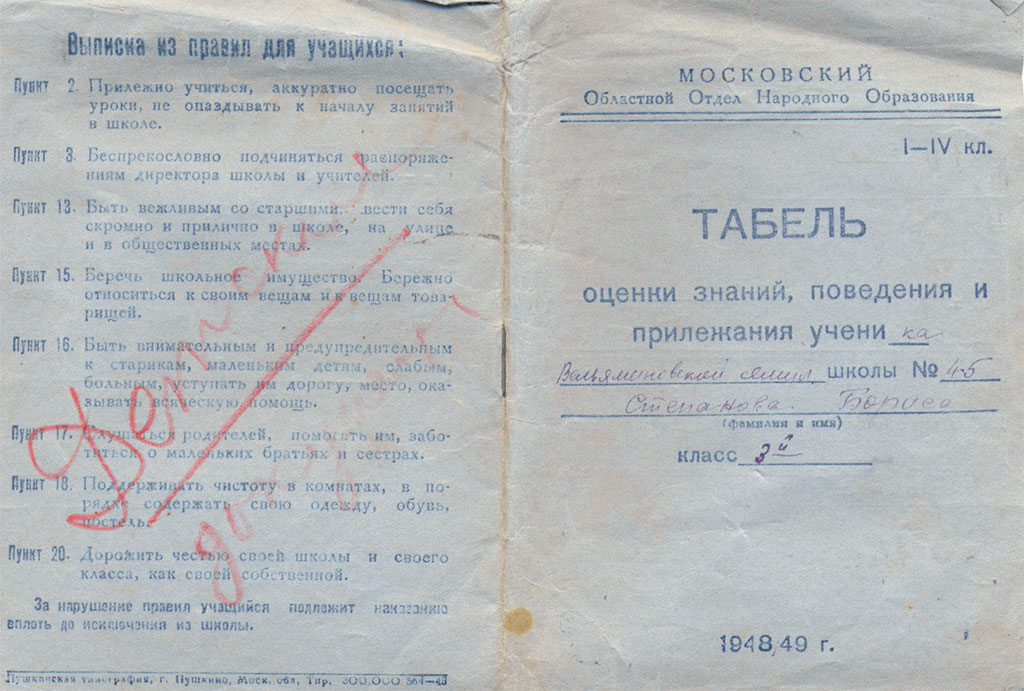 Выписка из правил для учащихся:
Пункт 2. Прилежно учиться, аккуратно посещать
уроки, не опаздывать к началу занятий
в школе.
Пункт 3. Беспрекословно подчиняться распоряже-
ниям директора школы и учителей.
Пункт 13. Быть вежливым со старшими, вести себя
скромно и прилично в школе, на улице
и в общественных местах.
Пункт 15. Беречь школьное имущество. Бережно
относиться к своим вещам и к вещам това-
рищей.
Пункт 16. Быть внимательным и предупредительным
к старикам, маленьким детям, слабым,
больным, уступать им дорогу, место, ока-
зывать всяческую помощь.
Пункт 17. Слушаться родителей, помогать им, забо-
титься о маленьких братьях и сестрах.
Пункт 18. Поддерживать чистоту в комнатах, в по-
рядке содержать свою одежду, обувь,
постель.
Пункт 20. Дорожить честью своей школы и своего
класса, как своей собственной.
За нарушение правил учащийся подлежит наказанию
вплоть до исключения из школы.
Пушкинская типография, г. Пушкино, Моск. обл, Тир. 300,000 564—48
Детские
МОСКОВСКИЙ
Областной Отдел Народного Образования
I—IV кл.
ТАБЕЛЬ
оценки знаний, поведения и
прилежания учени ка
школы № 45
Степанова Бориса
(фамилия и имя)
класс 3й
1948/49 г.